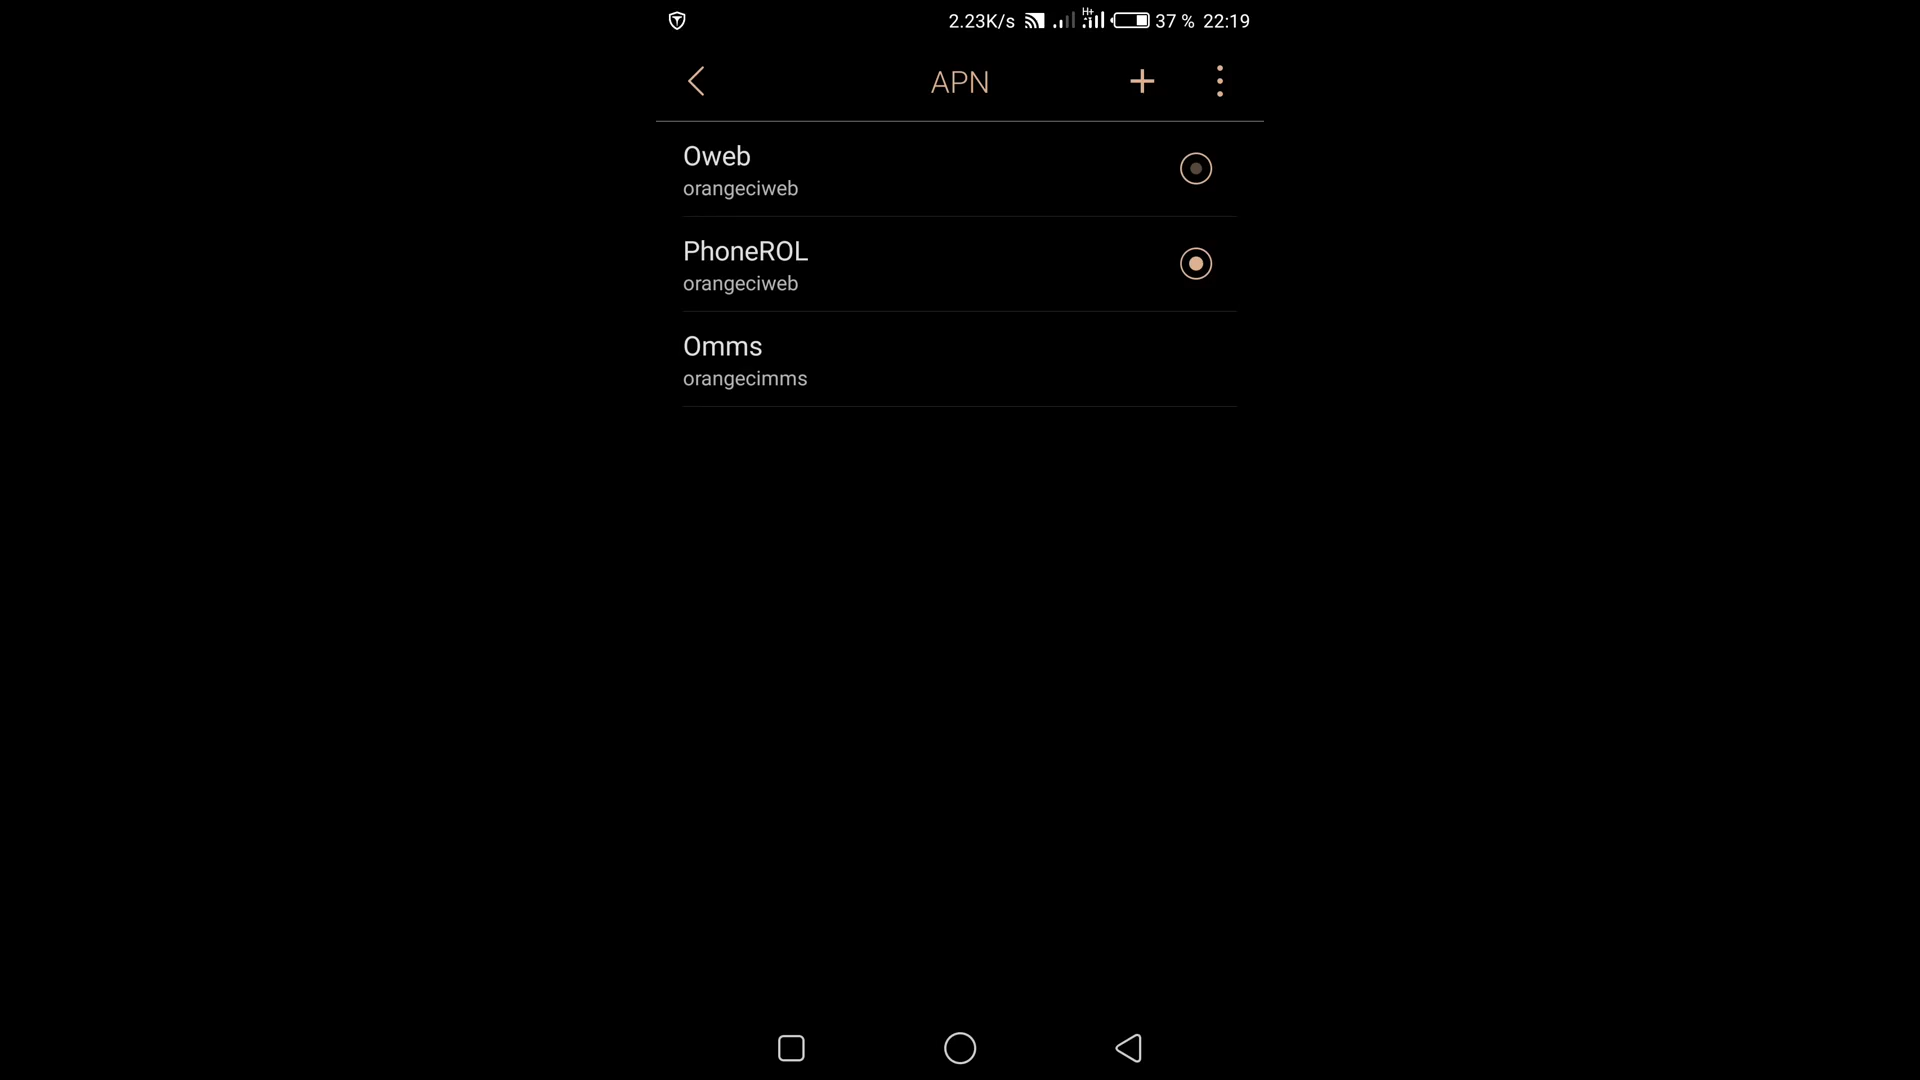 2.23K/s H+ 37 % 22:19
APN
Oweb
orangeciweb
PhoneROL
orangeciweb
Omms
orangecimms